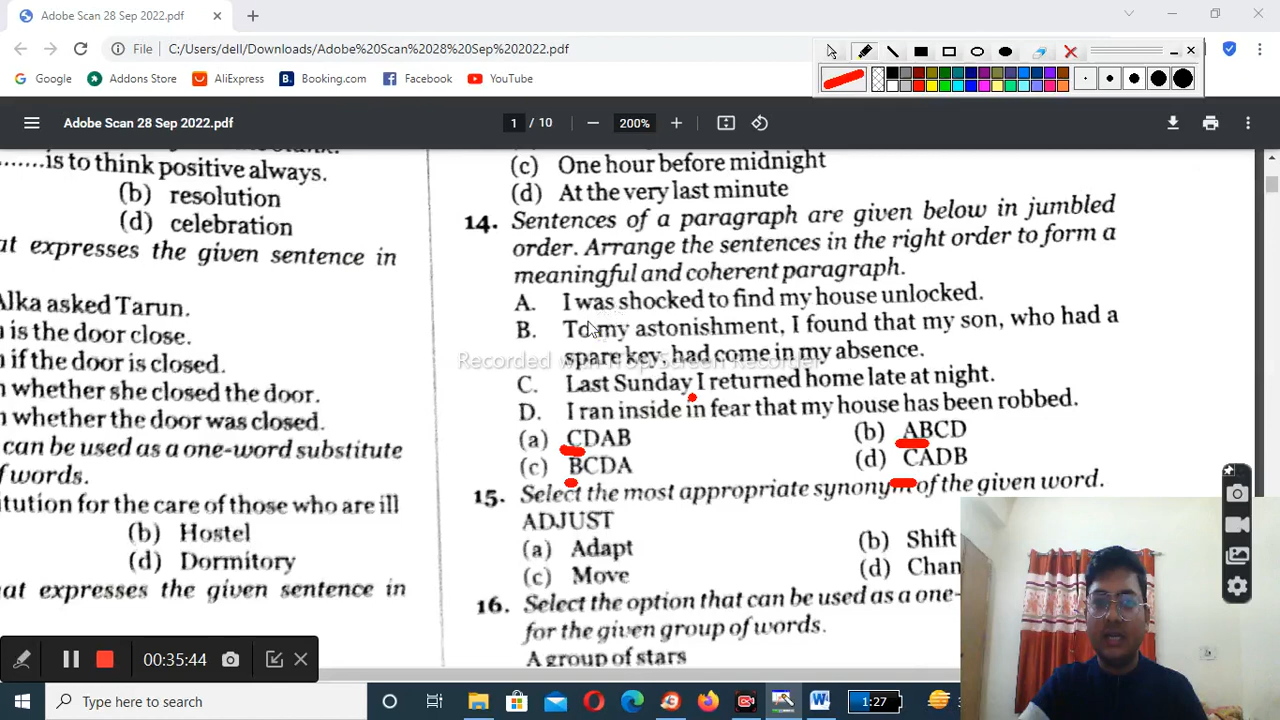 Adobe Scan 28 Sep 2022.pdf
File
C:/Users/dell/Downloads/Adobe%20Scan%2028%20Sep%202022.pdf
Google
Addons Store
AliExpress
Booking.com
Facebook
YouTube
Adobe Scan 28 Sep 2022.pdf
1 / 10
200%
.......is to think positive always.
(b) resolution
(d) celebration
at expresses the given sentence in
Alka asked Tarun.
n is the door close.
n if the door is closed.
n whether she closed the door.
n whether the door was closed.
can be used as a one-word substitute
f words.
titution for the care of those who are ill
(b) Hostel
(d) Dormitory
at expresses the given sentence in
(c) One hour before midnight
(d) At the very last minute
14. Sentences of a paragraph are given below in jumbled
order. Arrange the sentences in the right order to form a
meaningful and coherent paragraph.
A. I was shocked to find my house unlocked.
B. To my astonishment, I found that my son, who had a
spare key, had come in my absence.
C. Last Sunday I returned home late at night.
D. I ran inside in fear that my house has been robbed.
(a) CDAB (b) ABCD
(c) BCDA (d) CADB
15. Select the most appropriate synonym of the given word.
ADJUST
(a) Adapt (b) Shift
(c) Move (d) Chan
16. Select the option that can be used as a one-
for the given group of words.
A group of stars
Recorded with iTop Screen Recorder
00:35:44
Type here to search
1:27